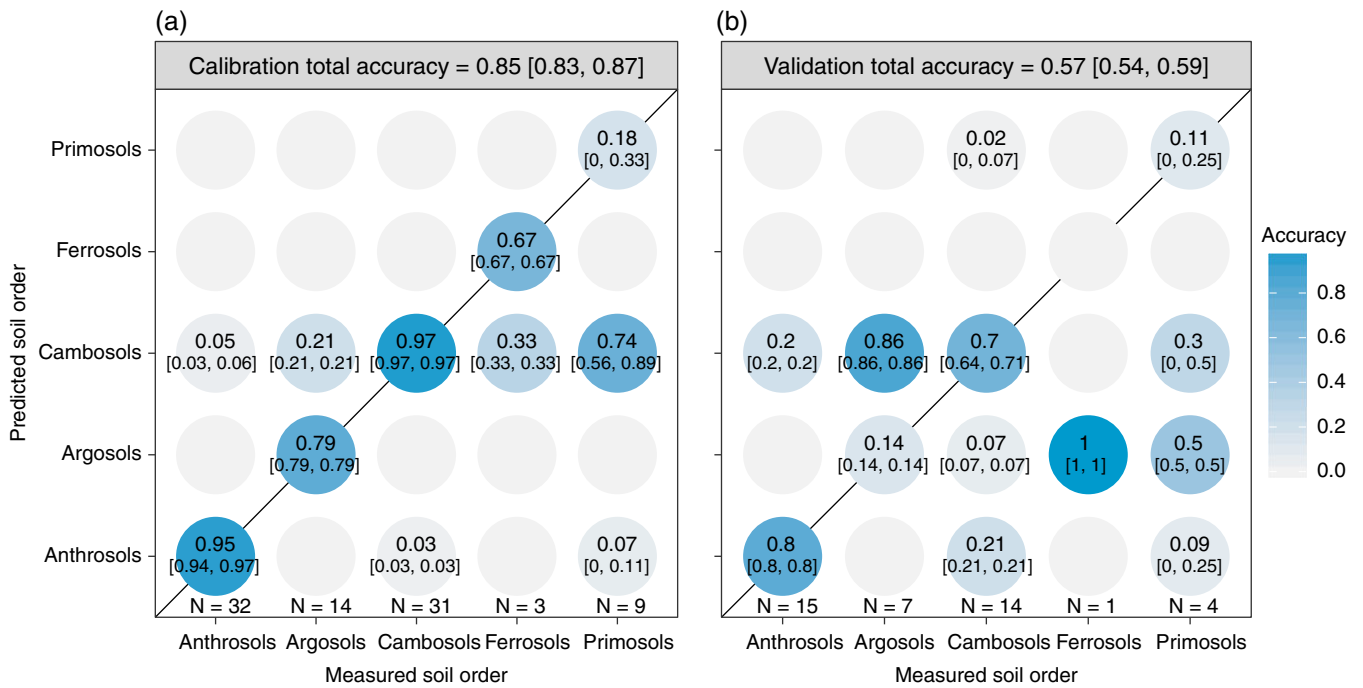 (a)
Calibration total accuracy = 0.85 [0.83, 0.87]
Predicted soil order
Primosols
0.18
[0, 0.33]
Ferrosols
0.67
[0.67, 0.67]
Cambosols
0.05 0.21 0.97 0.33 0.74
[0.03, 0.06] [0.21, 0.21] [0.97, 0.97] [0.33, 0.33] [0.56, 0.89]
Argosols
0.79
[0.79, 0.79]
Anthrosols
0.95 0.03 0.07
[0.94, 0.97] [0.03, 0.03] [0, 0.11]
N = 32 N = 14 N = 31 N = 3 N = 9
Anthrosols Argosols Cambosols Ferrosols Primosols
Measured soil order
(b)
Validation total accuracy = 0.57 [0.54, 0.59]
0.02 0.11
[0, 0.07] [0, 0.25]
0.2 0.86 0.7 0.3
[0.2, 0.2] [0.86, 0.86] [0.64, 0.71] [0, 0.5]
0.14 0.07 1 0.5
[0.14, 0.14] [0.07, 0.07] [1, 1] [0.5, 0.5]
0.8 0.21 0.09
[0.8, 0.8] [0.21, 0.21] [0, 0.25]
N = 15 N = 7 N = 14 N = 1 N = 4
Anthrosols Argosols Cambosols Ferrosols Primosols
Measured soil order
Accuracy
0.8
0.6
0.4
0.2
0.0